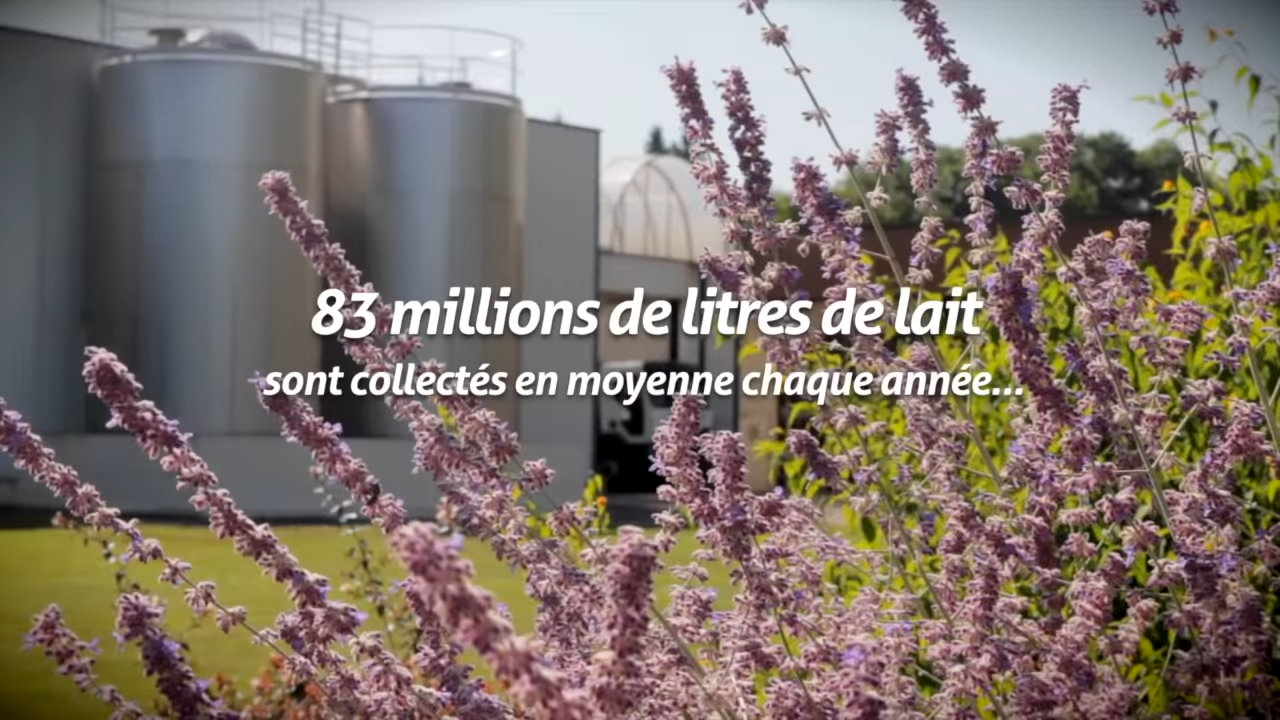 83 millions de litres de lait
sont collectés en moyenne chaque année...